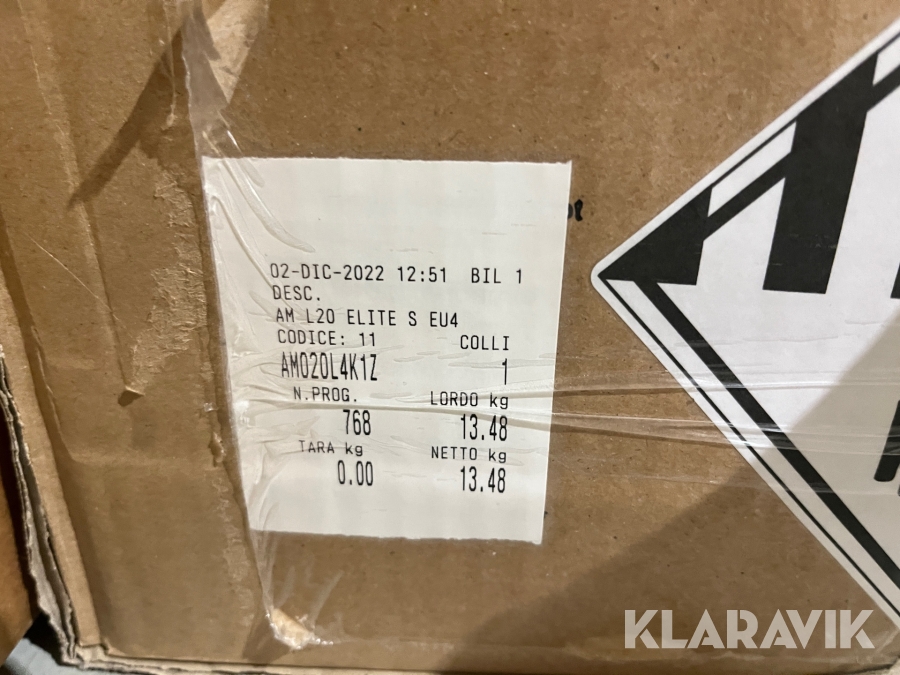 02-DIC-2022 12:51 BIL 1
DESC.
AM L20 ELITE S EU4
CODICE: 11 COLLI
AM020L4K1Z 1
N.PROG. LORDO kg
768 13.48
TARA kg NETTO kg
0.00 13.48
KLARAVIK